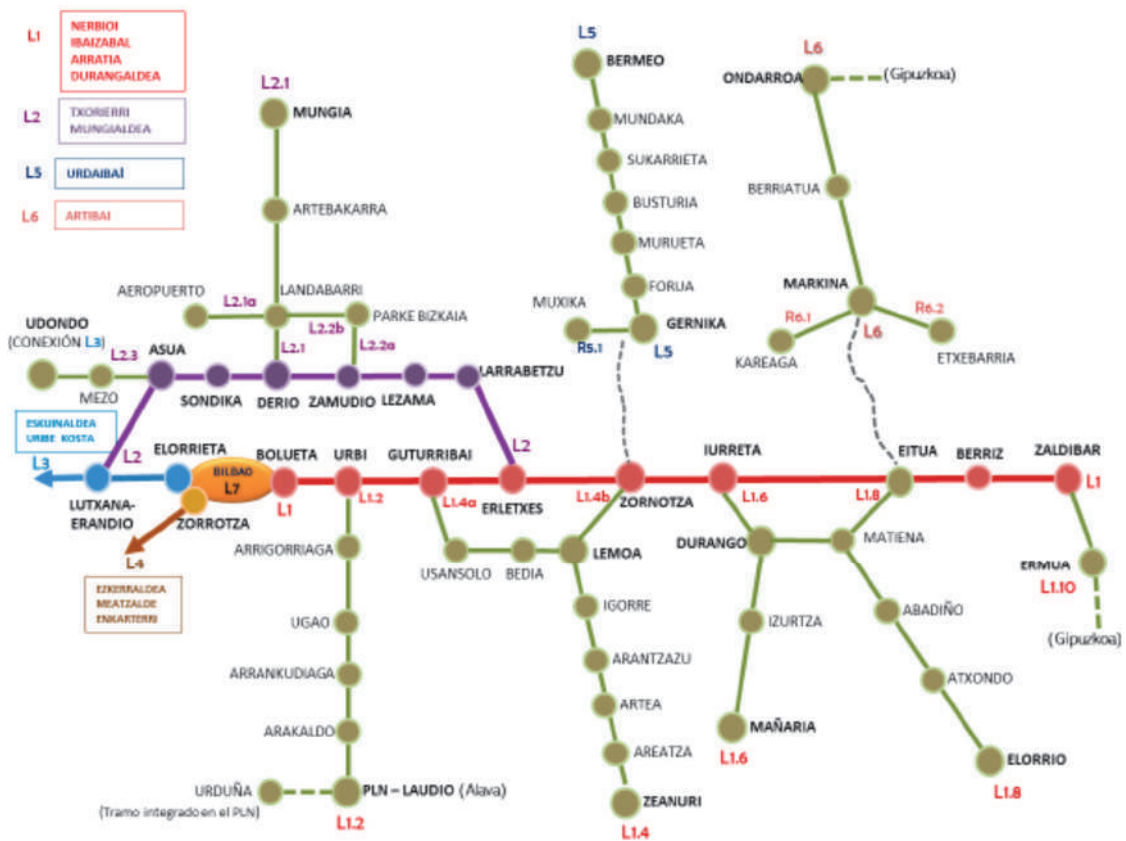 L1
NERBIOI
IBAIZABAL
ARRATIA
DURANGALDEA
L2
TXORIERRI
MUNGIALDEA
L5
URDAIBAI
L6
ARTIBAI
L2.1
MUNGIA
ARTEBAKARRA
AEROPUERTO
L2.1a
LANDABARRI
L2.2b
PARKE BIZKAIA
L2.1
L2.2a
UDONDO
(CONEXIÓN L3)
L2.3
ASUA
MEZO
SONDIKA
DERIO
ZAMUDIO
LEZAMA
LARRABETZU
L5
BERMEO
MUNDAKA
SUKARRIETA
BUSTURIA
MURUETA
FORUA
MUXIKA
GERNIKA
R5.1
L5
L6
ONDARROA
(Gipuzkoa)
BERRIATUA
MARKINA
R6.1
R6.2
L6
KAREAGA
ETXEBARRIA
ESKUINALDEA
URIBE KOSTA
L3
L2
ELORRIETA
BILBAO
L7
LUTXANA-
ERANDIO
ZORROTZA
L4
EZKERRALDEA
MEATZALDE
ENKARTERRI
BOLUETA
L1
URBI
L1.2
GUTURRIBAI
L1.4a
L2
ERLETXES
L1.4b
ZORNOTZA
IURRETA
L1.6
EITUA
L1.8
BERRIZ
ZALDIBAR
L1
ARRIGORRIAGA
UGAO
ARRANKUDIAGA
ARAKALDO
URDUÑA
(Tramo integrado en el PLN)
PLN – LAUDIO (Álava)
L1.2
USANSOLO
BEDIA
LEMOA
IGORRE
ARANTZAZU
ARTEA
AREATZA
ZEANURI
L1.4
DURANGO
IZURTZA
MAÑARIA
L1.6
MATIENA
ABADIÑO
ATXONDO
ELORRIO
L1.8
ERMUA
L1.10
(Gipuzkoa)